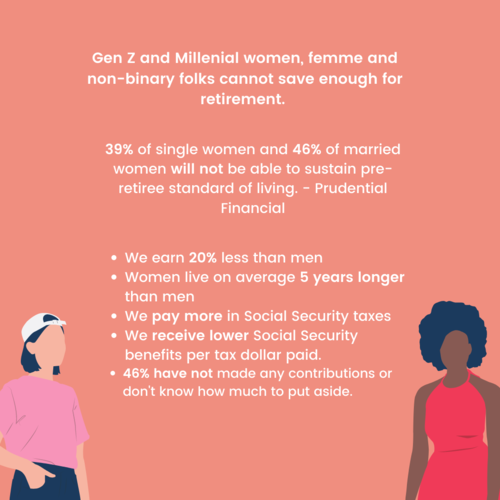 Gen Z and Millenial women, femme and
non-binary folks cannot save enough for
retirement.
39% of single women and 46% of married
women will not be able to sustain pre-
retiree standard of living. - Prudential
Financial
• We earn 20% less than men
• Women live on average 5 years longer
than men
• We pay more in Social Security taxes
• We receive lower Social Security
benefits per tax dollar paid.
• 46% have not made any contributions or
don't know how much to put aside.